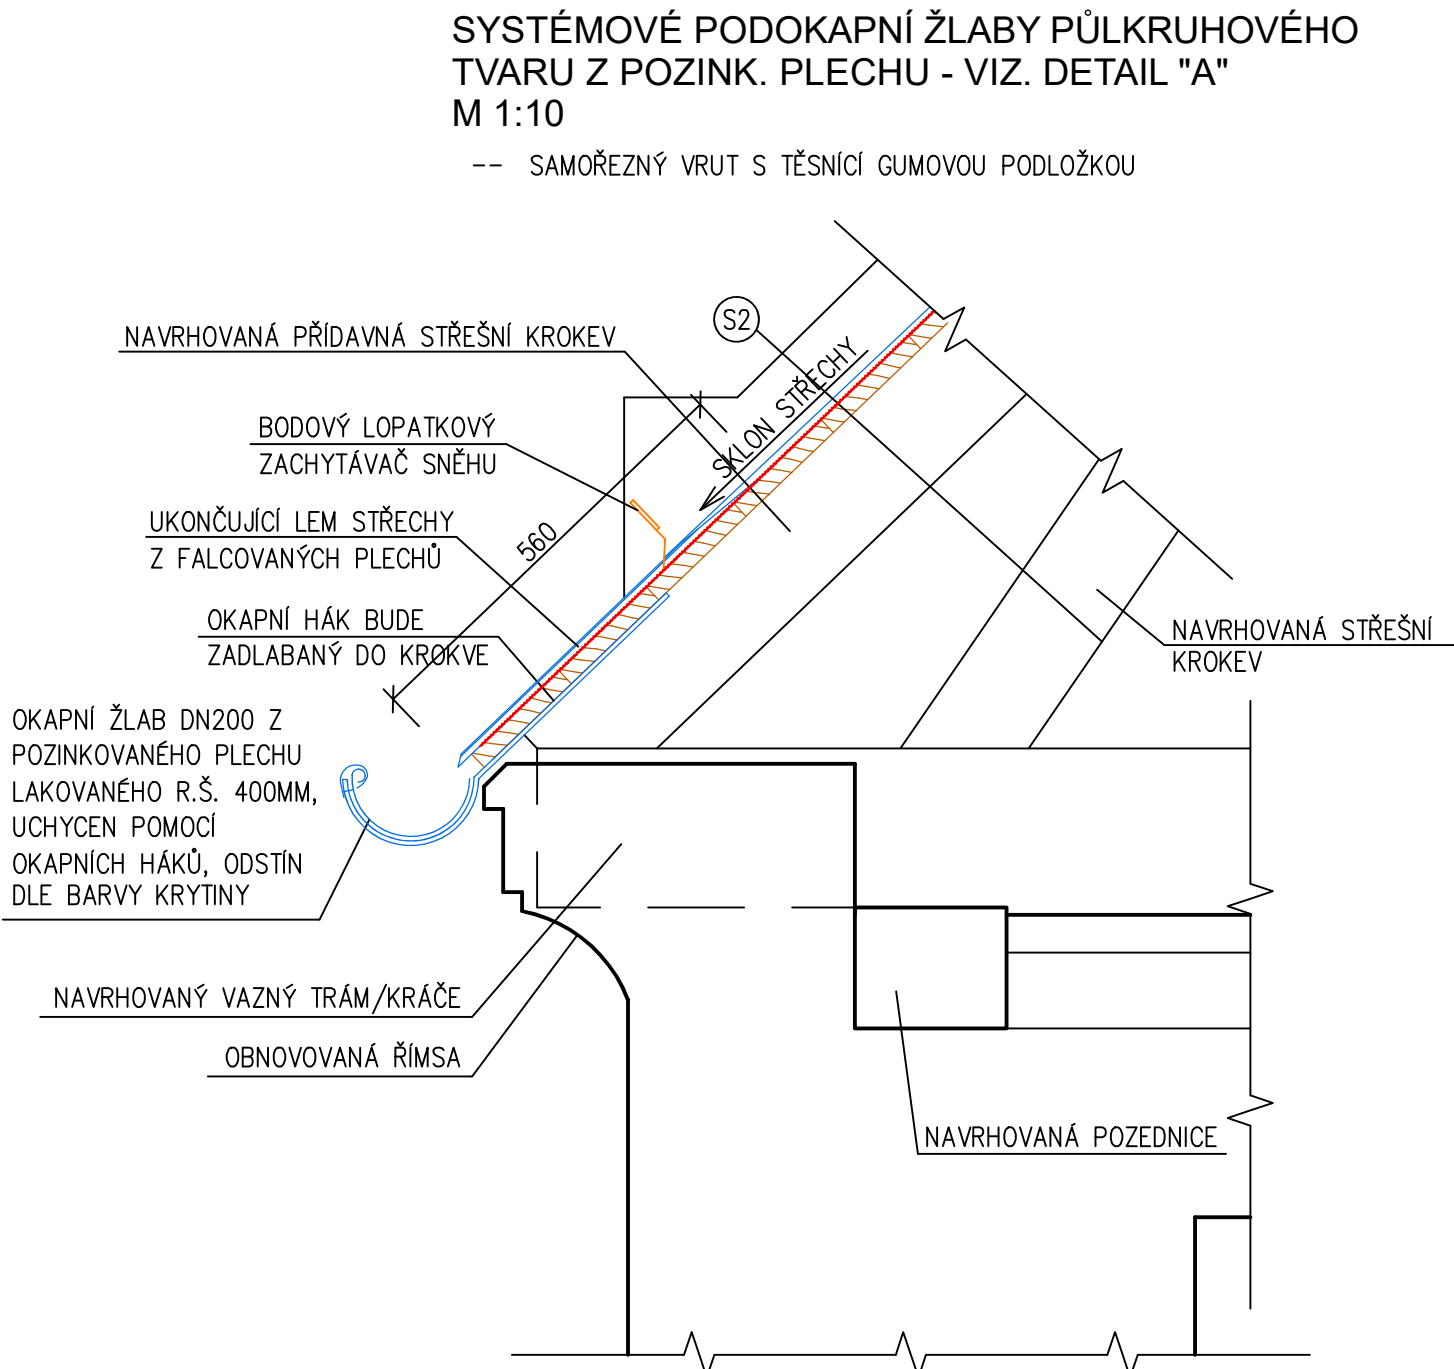 SYSTÉMOVÉ PODOKAPNÍ ŽLABY PŮLKRUHOVÉHO
TVARU Z POZINK. PLECHU - VIZ. DETAIL "A"
M 1:10
-- SAMOŘEZNÝ VRUT S TĚSNÍCÍ GUMOVOU PODLOŽKOU
S2
NAVRHOVANÁ PŘÍDAVNÁ STŘEŠNÍ KROKEV
SKLON STŘECHY
BODOVÝ LOPATKOVÝ
ZACHYTÁVAČ SNĚHU
UKONČUJÍCÍ LEM STŘECHY
Z FALCOVANÝCH PLECHŮ
560
OKAPNÍ HÁK BUDE
ZADLABANÝ DO KROKVE
NAVRHOVANÁ STŘEŠNÍ
KROKEV
OKAPNÍ ŽLAB DN200 Z
POZINKOVANÉHO PLECHU
LAKOVANÉHO R.Š. 400MM,
UCHYCEN POMOCÍ
OKAPNÍCH HÁKŮ, ODSTÍN
DLE BARVY KRYTINY
NAVRHOVANÝ VAZNÝ TRÁM/KRÁČE
OBNOVOVANÁ ŘÍMSA
NAVRHOVANÁ POZEDNICE